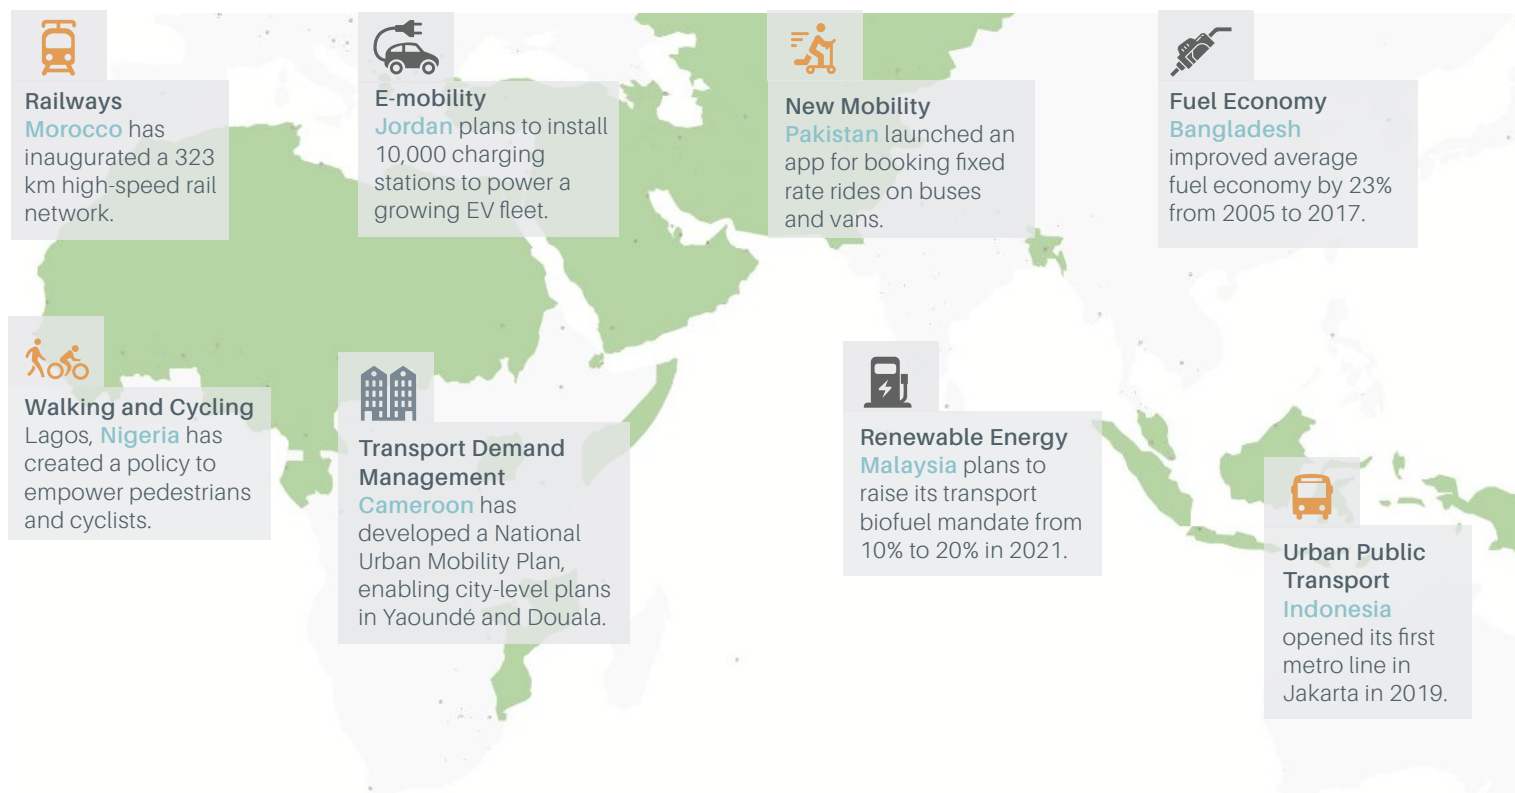 Railways
Morocco has
inaugurated a 323
km high-speed rail
network.
E-mobility
Jordan plans to install
10,000 charging
stations to power a
growing EV fleet.
New Mobility
Pakistan launched an
app for booking fixed
rate rides on buses
and vans.
Fuel Economy
Bangladesh
improved average
fuel economy by 23%
from 2005 to 2017.
Walking and Cycling
Lagos, Nigeria has
created a policy to
empower pedestrians
and cyclists.
Transport Demand
Management
Cameroon has
developed a National
Urban Mobility Plan,
enabling city-level plans
in Yaoundé and Douala.
Renewable Energy
Malaysia plans to
raise its transport
biofuel mandate from
10% to 20% in 2021.
Urban Public
Transport
Indonesia
opened its first
metro line in
Jakarta in 2019.